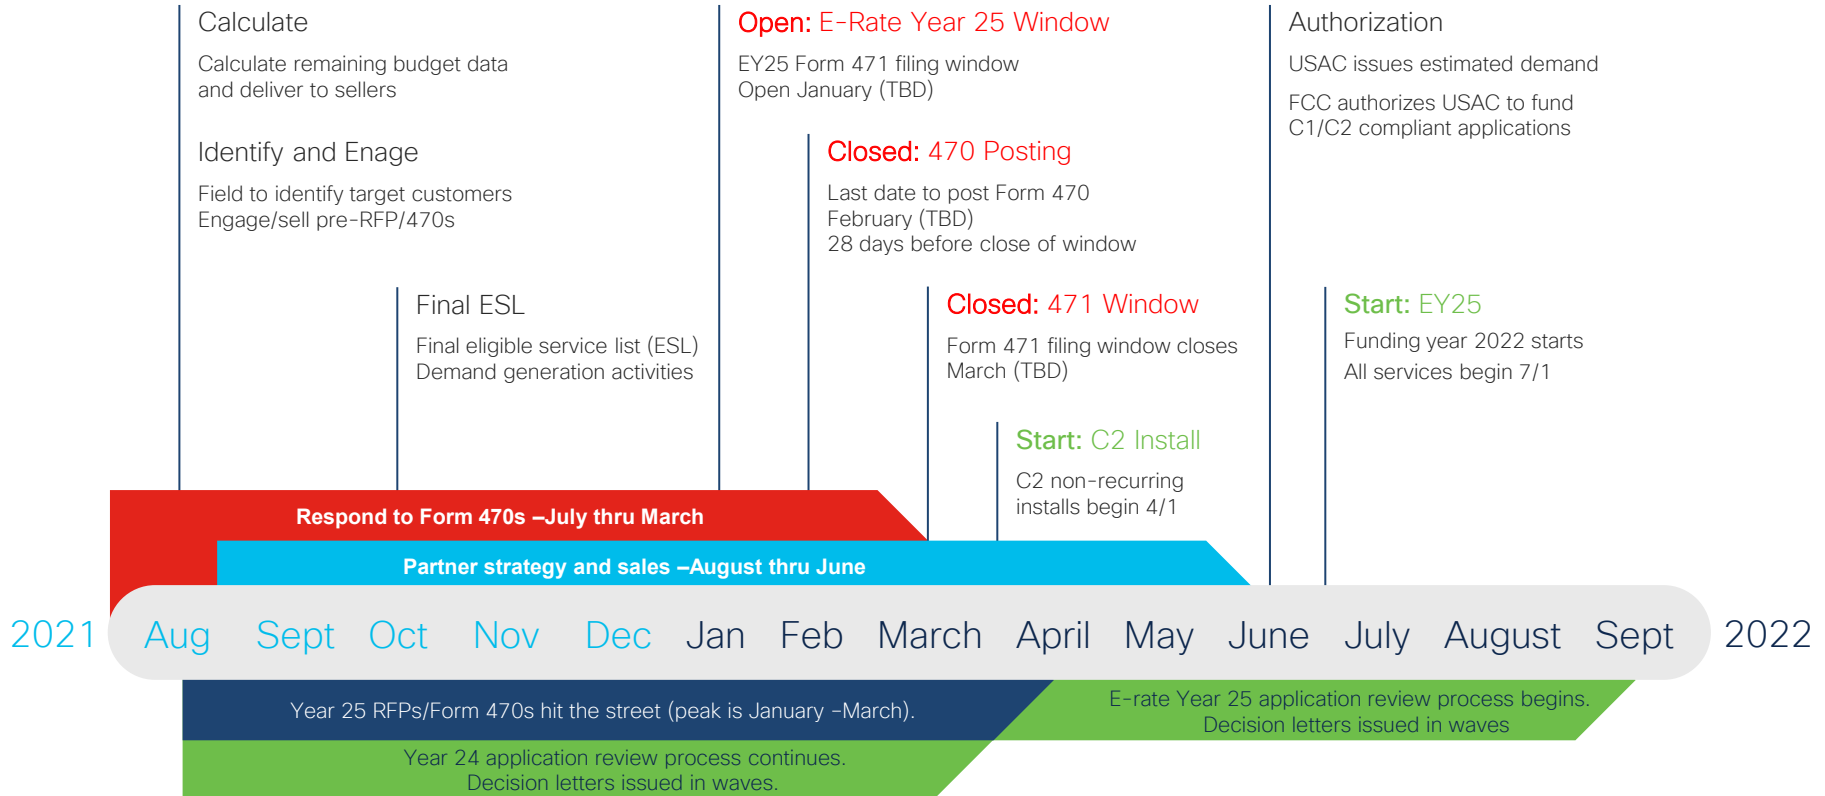 Calculate
Calculate remaining budget data
and deliver to sellers
Identify and Enage
Field to identify target customers
Engage/sell pre-RFP/470s
Final ESL
Final eligible service list (ESL)
Demand generation activities
Open: E-Rate Year 25 Window
EY25 Form 471 filing window
Open January (TBD)
Closed: 470 Posting
Last date to post Form 470
February (TBD)
28 days before close of window
Closed: 471 Window
Form 471 filing window closes
March (TBD)
Start: C2 Install
C2 non-recurring
installs begin 4/1
Authorization
USAC issues estimated demand
FCC authorizes USAC to fund
C1/C2 compliant applications
Start: EY25
Funding year 2022 starts
All services begin 7/1
Respond to Form 470s –July thru March
Partner strategy and sales –August thru June
2021 Aug Sept Oct Nov Dec Jan Feb March April May June July August Sept 2022
Year 25 RFPs/Form 470s hit the street (peak is January –March).
E-rate Year 25 application review process begins.
Decision letters issued in waves
Year 24 application review process continues.
Decision letters issued in waves.